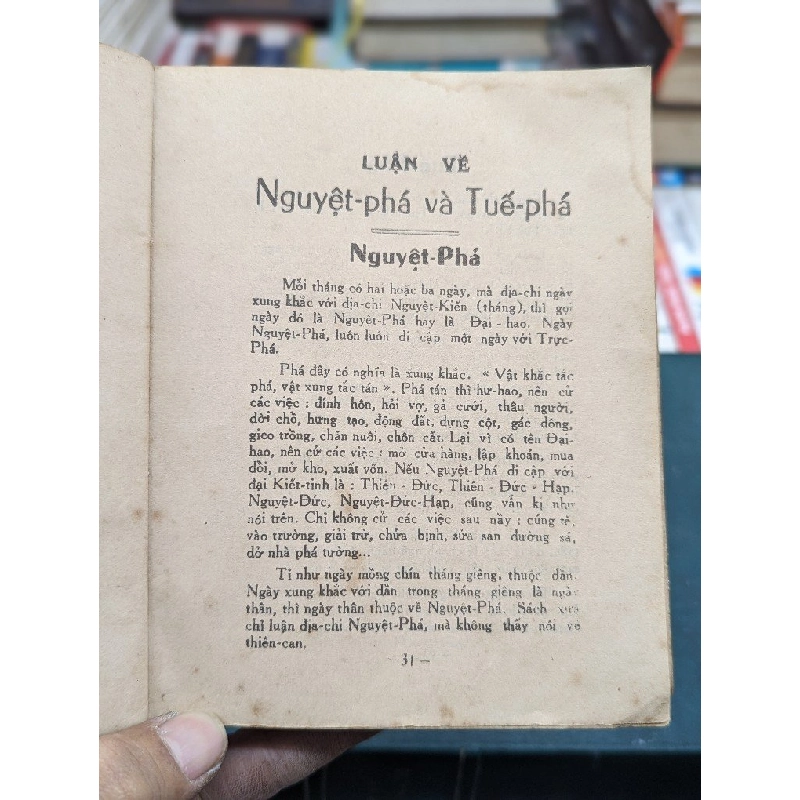 LUẬN VỀ
Nguyệt-phá và Tuế-phá
Nguyệt-Phá
Mỗi tháng có hai hoặc ba ngày, mà địa-chi ngày
xung khắc với địa-chi Nguyệt-Kiến (tháng), thì gọi
ngày đó là Nguyệt-Phá hay là Đại-hao. Ngày
Nguyệt-Phá, luôn luôn đi cặp một ngày với Trực-
Phá.
Phá đây có nghĩa là xung khắc. « Vật khắc tắc
phá, vật xung tắc tán ». Phá tán thì hư-hao, nên cử
các việc : đính hôn, hỏi vợ, gả cưới, thâu người,
dời chỗ, hưng tạo, động đất, dựng cột, gác đông,
gieo trồng, chăn nuôi, chôn cất. Lại vì có tên Đại-
hao, nên cử các việc : mở cửa hàng, lập khoán, mua
đồi, mở kho, xuất vốn. Nếu Nguyệt-Phá đi cặp với
đại Kiết-tinh là : Thiên-Đức, Thiên-Đức-Hạp,
Nguyệt-Đức, Nguyệt-Đức-Hạp, cũng vẫn kị như
nói trên. Chỉ không cử các việc sau nầy : cúng tế,
vào trường, giải trừ, chữa bịnh, sửa san đường sá,
dở nhà phá tường...
Tỉ như ngày mồng chín tháng giêng, thuộc dần.
Ngày xung khắc với dần trong tháng giêng là ngày
thân, thì ngày thân thuộc về Nguyệt-Phá. Sách xưa
chỉ luận địa-chi Nguyệt-Phá, mà không thấy nói về
thiên-can.
31 —